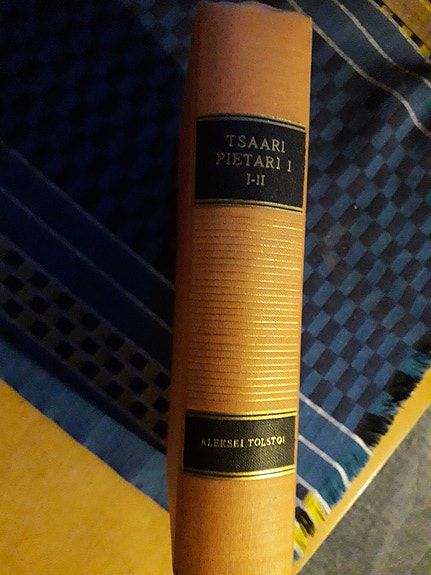 TSAARI
PIETARI I
I-II
ALEKSEI TOLSTOI